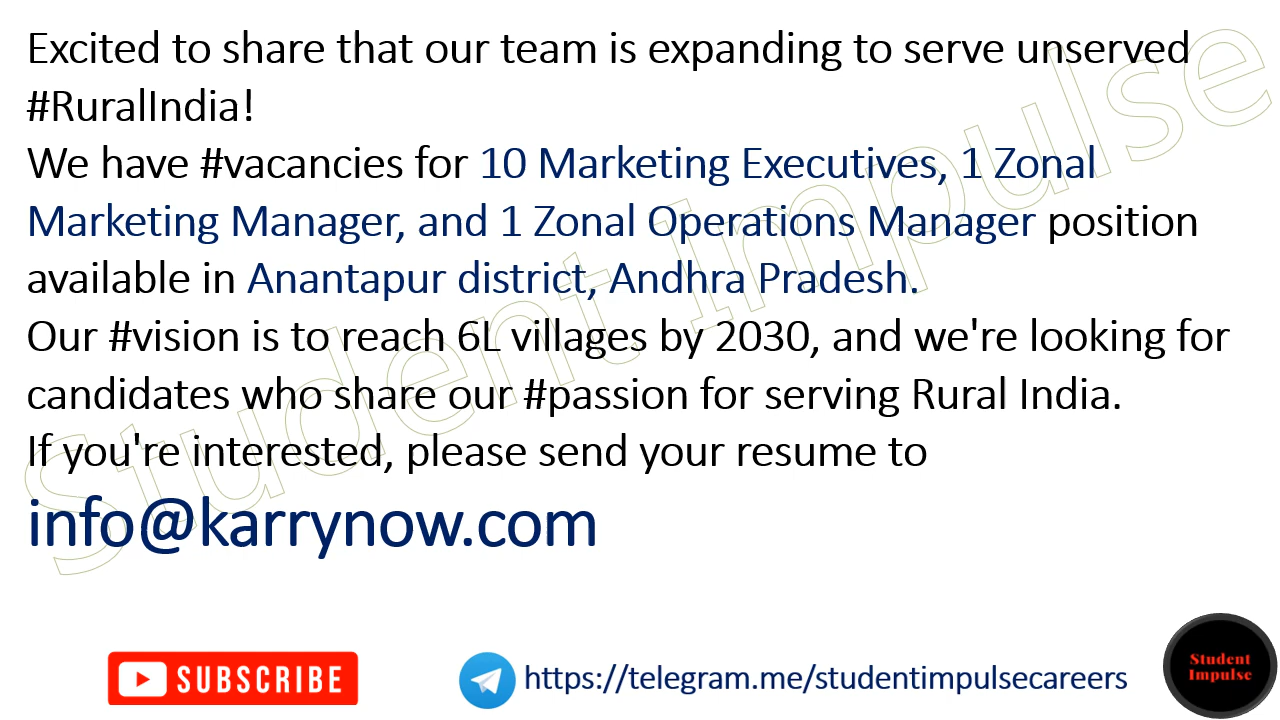 Excited to share that our team is expanding to serve unserved
#RuralIndia!
We have #vacancies for 10 Marketing Executives, 1 Zonal
Marketing Manager, and 1 Zonal Operations Manager position
available in Anantapur district, Andhra Pradesh.
Our #vision is to reach 6L villages by 2030, and we're looking for
candidates who share our #passion for serving Rural India.
If you're interested, please send your resume to
info@karrynow.com
Student Impulse
SUBSCRIBE
https://telegram.me/studentimpulsecareers
Student
Impulse